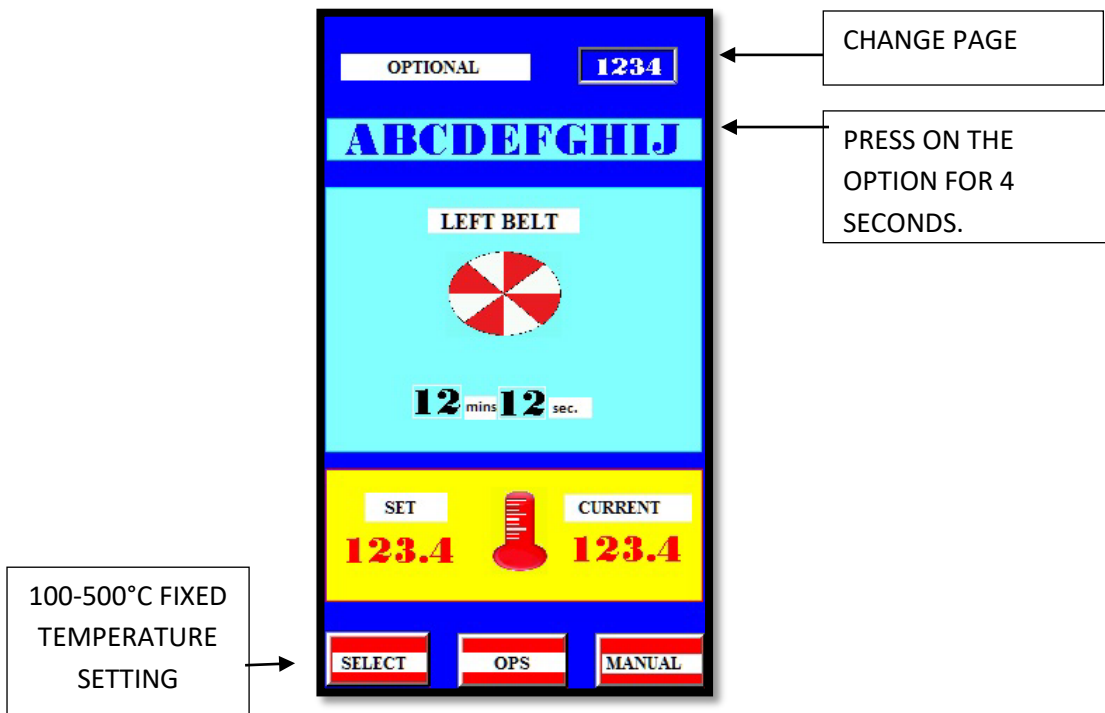 OPTIONAL
1234
CHANGE PAGE
ABCDEFGHIJ
PRESS ON THE
OPTION FOR 4
SECONDS.
LEFT BELT
12 mins 12 sec.
SET
CURRENT
123.4
123.4
100-500°C FIXED
TEMPERATURE
SETTING
SELECT
OPS
MANUAL